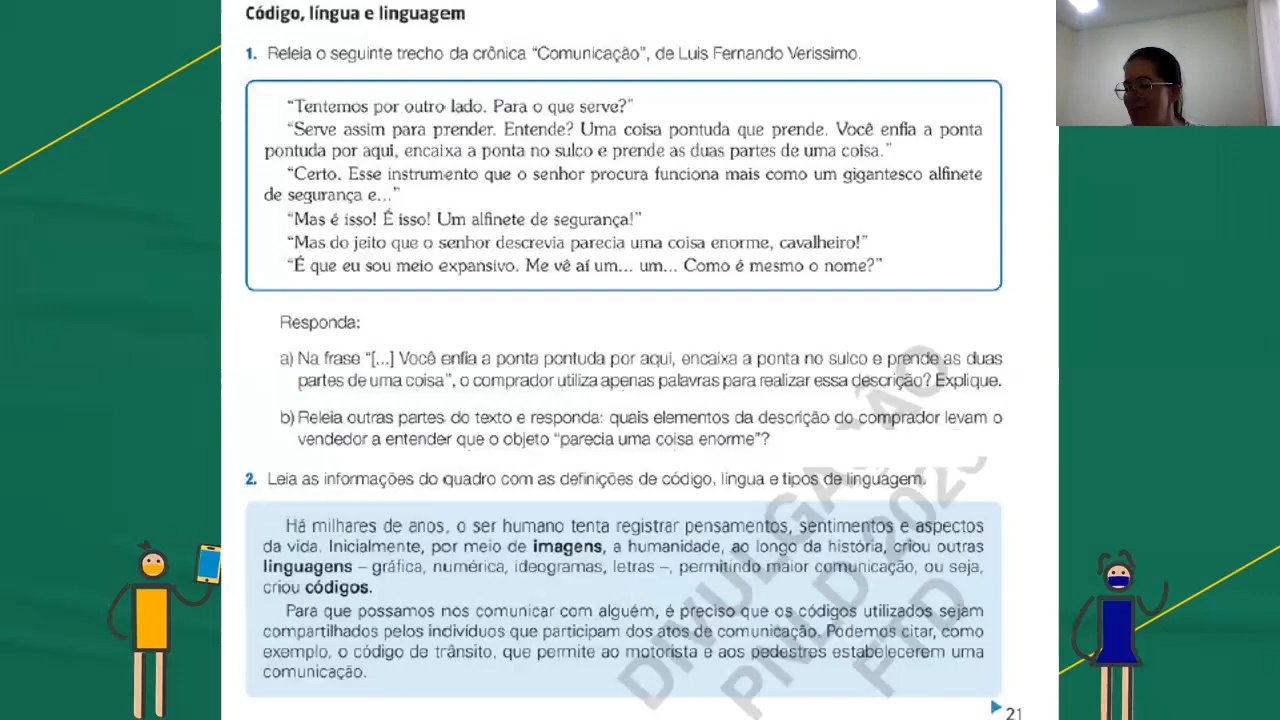 Código, língua e linguagem
1. Releia o seguinte trecho da crônica “Comunicação”, de Luis Fernando Verissimo.
“Tentemos por outro lado. Para o que serve?”
“Serve assim para prender. Entende? Uma coisa pontuda que prende. Você enfia a ponta
pontuda por aqui, encaixa a ponta no sulco e prende as duas partes de uma coisa.”
“Certo. Esse instrumento que o senhor procura funciona mais como um gigantesco alfinete
de segurança e...”
“Mas é isso! É isso! Um alfinete de segurança!”
“Mas do jeito que o senhor descrevia parecia uma coisa enorme, cavalheiro!”
“É que eu sou meio expansivo. Me vê aí um... um... Como é mesmo o nome?”
Responda:
a) Na frase “[...] Você enfia a ponta pontuda por aqui, encaixa a ponta no sulco e prende as duas
partes de uma coisa”, o comprador utiliza apenas palavras para realizar essa descrição? Explique.
b) Releia outras partes do texto e responda: quais elementos da descrição do comprador levam o
vendedor a entender que o objeto “parecia uma coisa enorme”?
2. Leia as informações do quadro com as definições de código, língua e tipos de linguagem.
Há milhares de anos, o ser humano tenta registrar pensamentos, sentimentos e aspectos
da vida. Inicialmente, por meio de imagens, a humanidade, ao longo da história, criou outras
linguagens – gráfica, numérica, ideogramas, letras –, permitindo maior comunicação, ou seja,
criou códigos.
Para que possamos nos comunicar com alguém, é preciso que os códigos utilizados sejam
compartilhados pelos indivíduos que participam dos atos de comunicação. Podemos citar, como
exemplo, o código de trânsito, que permite ao motorista e aos pedestres estabelecerem uma
comunicação.
21
DIVULGAÇÃO
PNLD 2026
FTD